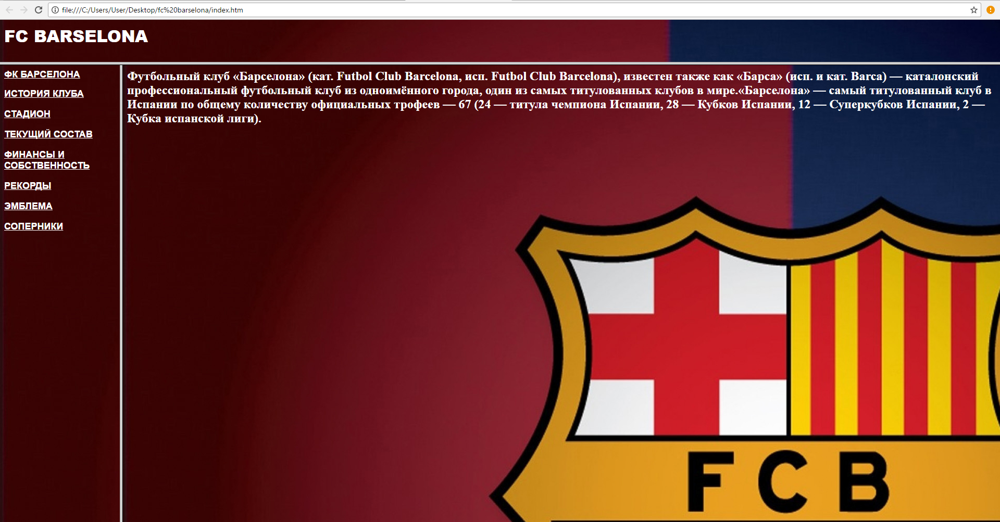 file:///C:/Users/User/Desktop/fc%20barselona/index.htm
FC BARSELONA
ФК БАРСЕЛОНА
ИСТОРИЯ КЛУБА
СТАДИОН
ТЕКУЩИЙ СОСТАВ
ФИНАНСЫ И
СОБСТВЕННОСТЬ
РЕКОРДЫ
ЭМБЛЕМА
СОПЕРНИКИ
Футбольный клуб «Барселона» (кат. Futbol Club Barcelona, исп. Futbol Club Barcelona), известен также как «Барса» (исп. и кат. Barca) — каталонский
профессиональный футбольный клуб из одноимённого города, один из самых титулованных клубов в мире.«Барселона» — самый титулованный клуб в
Испании по общему количеству официальных трофеев — 67 (24 — титула чемпиона Испании, 28 — Кубков Испании, 12 — Суперкубков Испании, 2 —
Кубка испанской лиги).
FCB